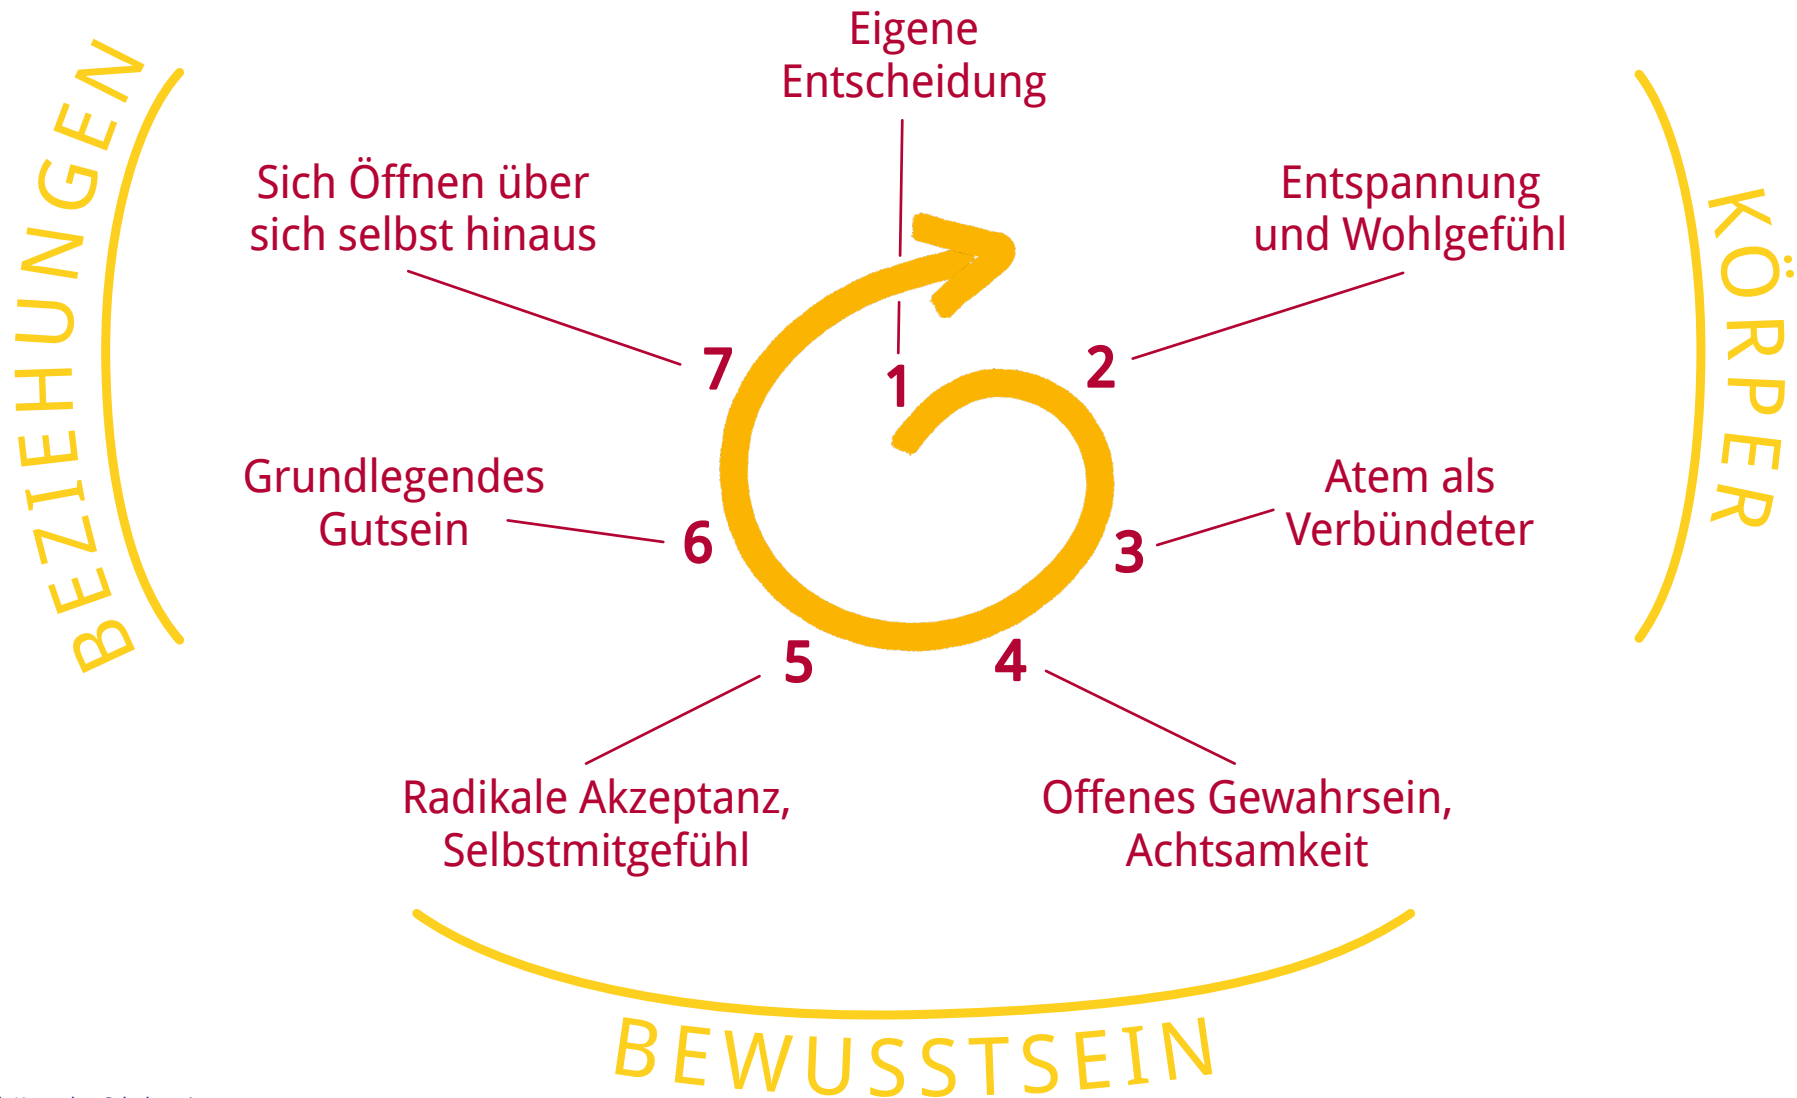 Eigene
Entscheidung
Entspannung
und Wohlgefühl
Atem als
Verbündeter
Offenes Gewahrsein,
Achtsamkeit
Radikale Akzeptanz,
Selbstmitgefühl
Grundlegendes
Gutsein
Sich Öffnen über
sich selbst hinaus
1
2
3
4
5
6
7
KÖRPER
BEWUSSTSEIN
BEZIEHUNGEN